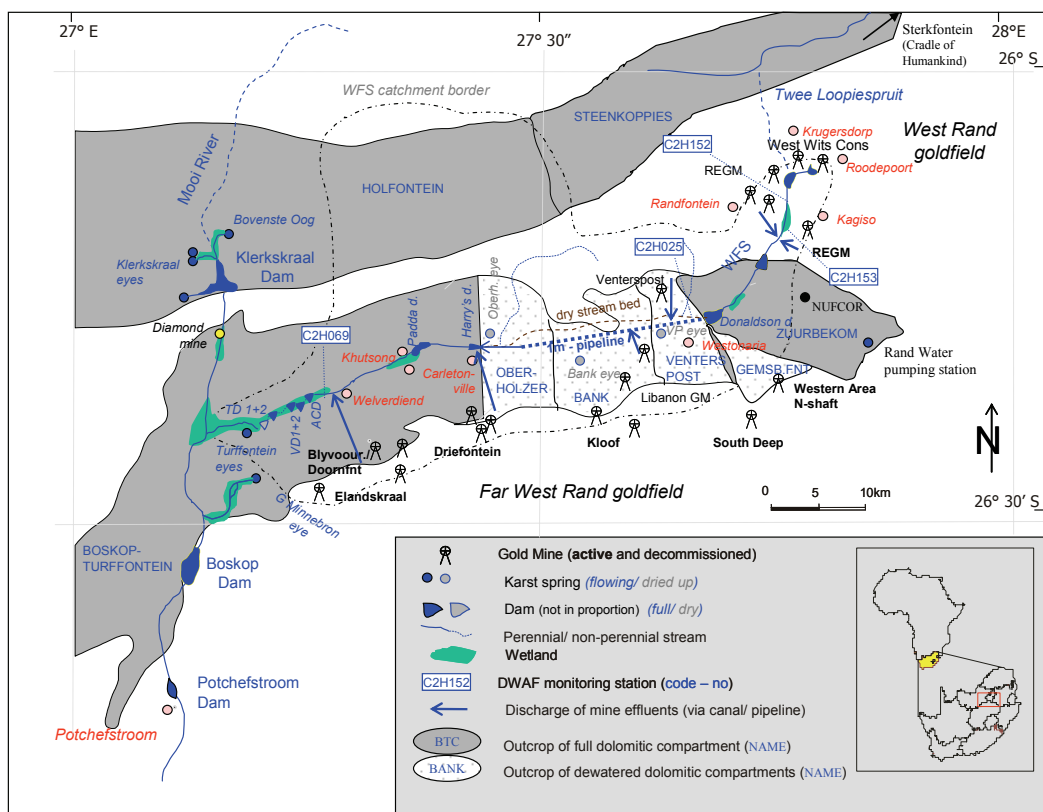 27° E
27° 30"
28° E
Sterkfontein
(Cradle of
Humankind)
26° S
WFS catchment border
Twee Loopiespruit
STEENKOPPIES
Krugersdorp
West Rand
goldfield
C2H152
West Wits Cons
REGM
Roodepoort
Mooi River
HOLFONTEIN
Randfontein
Kagiso
Bovenste Oog
C2H025
WFS
REGM
Klerkskraal
eyes
Klerkskraal
Dam
Oberh. eye
Venterspost
C2H153
NUFCOR
Diamond
mine
C2H069
Padda d.
Harry's d.
dry stream bed
Donaldson d
ZUURBEKOM
VP eye
1m - pipeline
Westonaria
Rand Water
pumping station
Khutsong
Carleton-
ville
OBER-
HOLZER
Bank eye
VENTERS
POST
GEMSB.FNT
Welverdiend
BANK
Libanon GM
Western Area
N-shaft
TD 1+2
VD1+2
ACD
Turffontein
eyes
Blyvoour./
Doornfnt
Driefontein
Kloof
South Deep
N
Elandskraal
Far West Rand goldfield
0 5 10km
G. Minnebron
eye
26° 30' S
BOSKOP-
TURFFONTEIN
Boskop
Dam
Potchefstroom
Dam
Potchefstroom
Gold Mine (active and decommissioned)
Karst spring (flowing/ dried up)
Dam (not in proportion) (full/ dry)
Perennial/ non-perennial stream
Wetland
C2H152 DWAF monitoring station (code – no)
Discharge of mine effluents (via canal/ pipeline)
BTC Outcrop of full dolomitic compartment (NAME)
BANK Outcrop of dewatered dolomitic compartments (NAME)